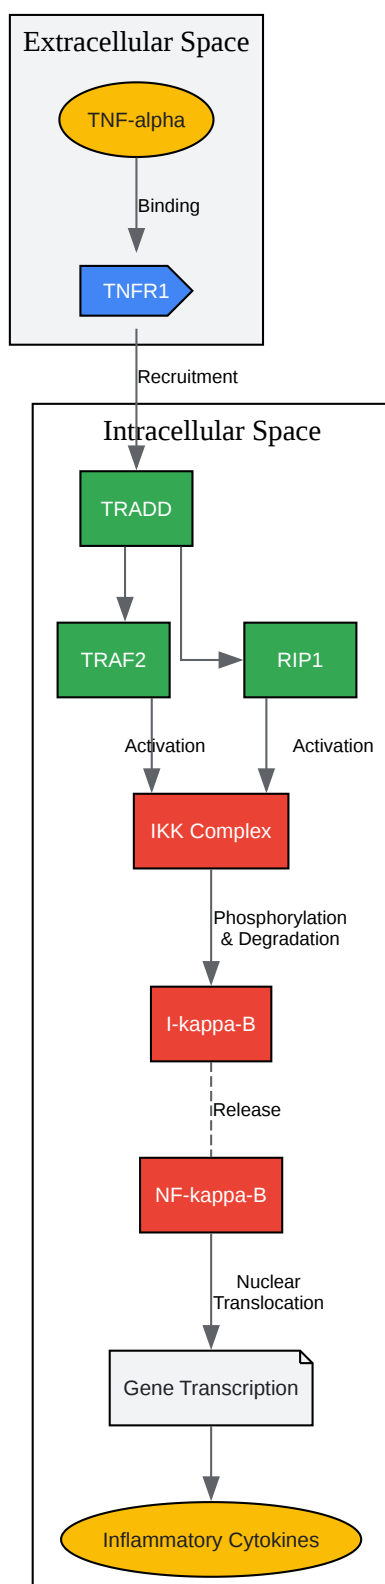 Extracellular Space
TNF-alpha
Binding
TNFR1
Recruitment
Intracellular Space
TRADD
TRAF2
RIP1
Activation
Activation
IKK Complex
Phosphorylation
& Degradation
I-kappa-B
Release
NF-kappa-B
Nuclear
Translocation
Gene Transcription
Inflammatory Cytokines